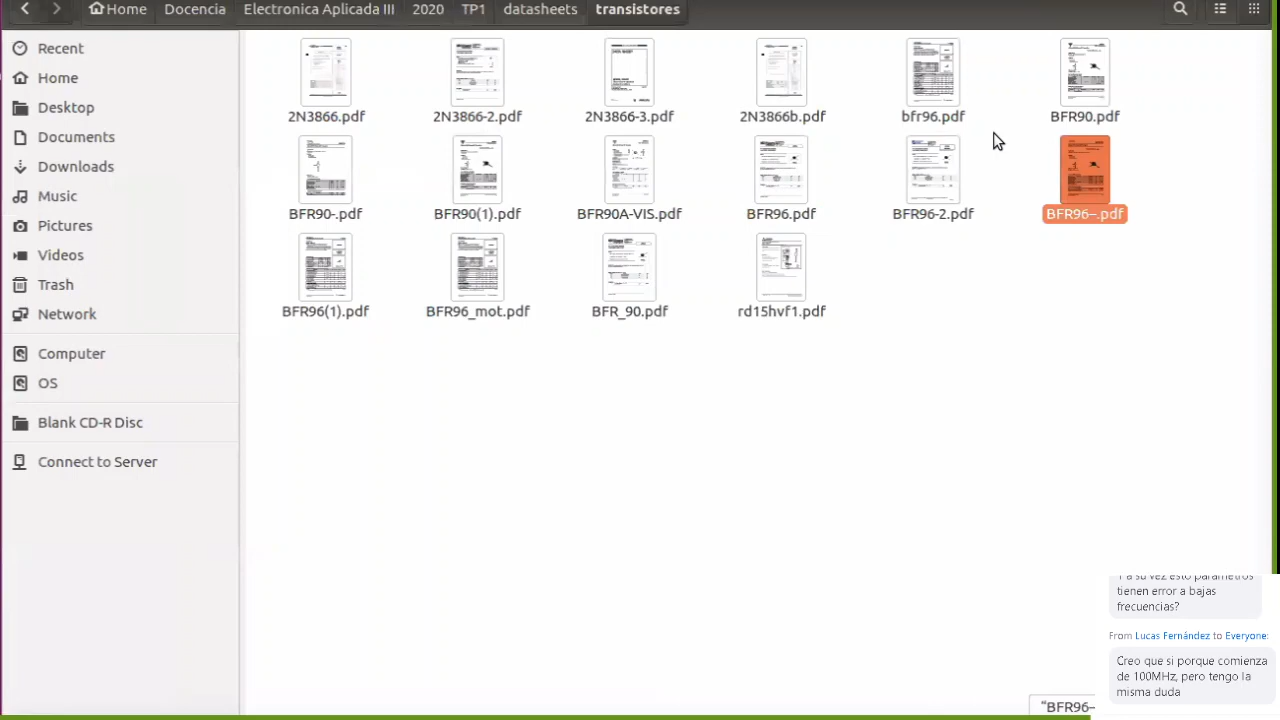 Home Docencia Electronica Aplicada III 2020 TP1 datasheets transistores
Recent
Home
Desktop
Documents
Downloads
Music
Pictures
Videos
Trash
Network
Computer
OS
Blank CD-R Disc
Connect to Server
2N3866.pdf 2N3866-2.pdf 2N3866-3.pdf 2N3866b.pdf bfr96.pdf BFR90.pdf
BFR90-.pdf BFR90(1).pdf BFR90A-VIS.pdf BFR96.pdf BFR96-2.pdf BFR96--.pdf
BFR96(1).pdf BFR96_mot.pdf BFR_90.pdf rd15hvf1.pdf
Y a su vez esto parametros
tienen error a bajas
frecuencias?
From Lucas Fernández to Everyone:
Creo que si porque comienza
de 100MHz, pero tengo la
misma duda
"BFR96-